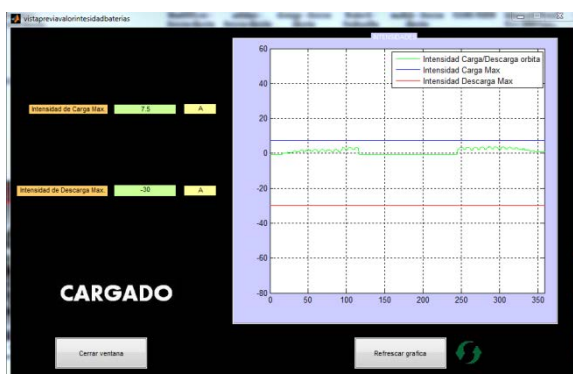 vistapreviavalorintesidadbaterias
INTENSIDADES
60
Intensidad Carga/Descarga orbita
Intensidad Carga Max
Intensidad Descarga Max
40
20
0
-20
-40
-60
-80
0 50 100 150 200 250 300 350
Intensidad de Carga Max. 7.5 A
Intensidad de Descarga Max. -30 A
CARGADO
Cerrar ventana
Refrescar grafica